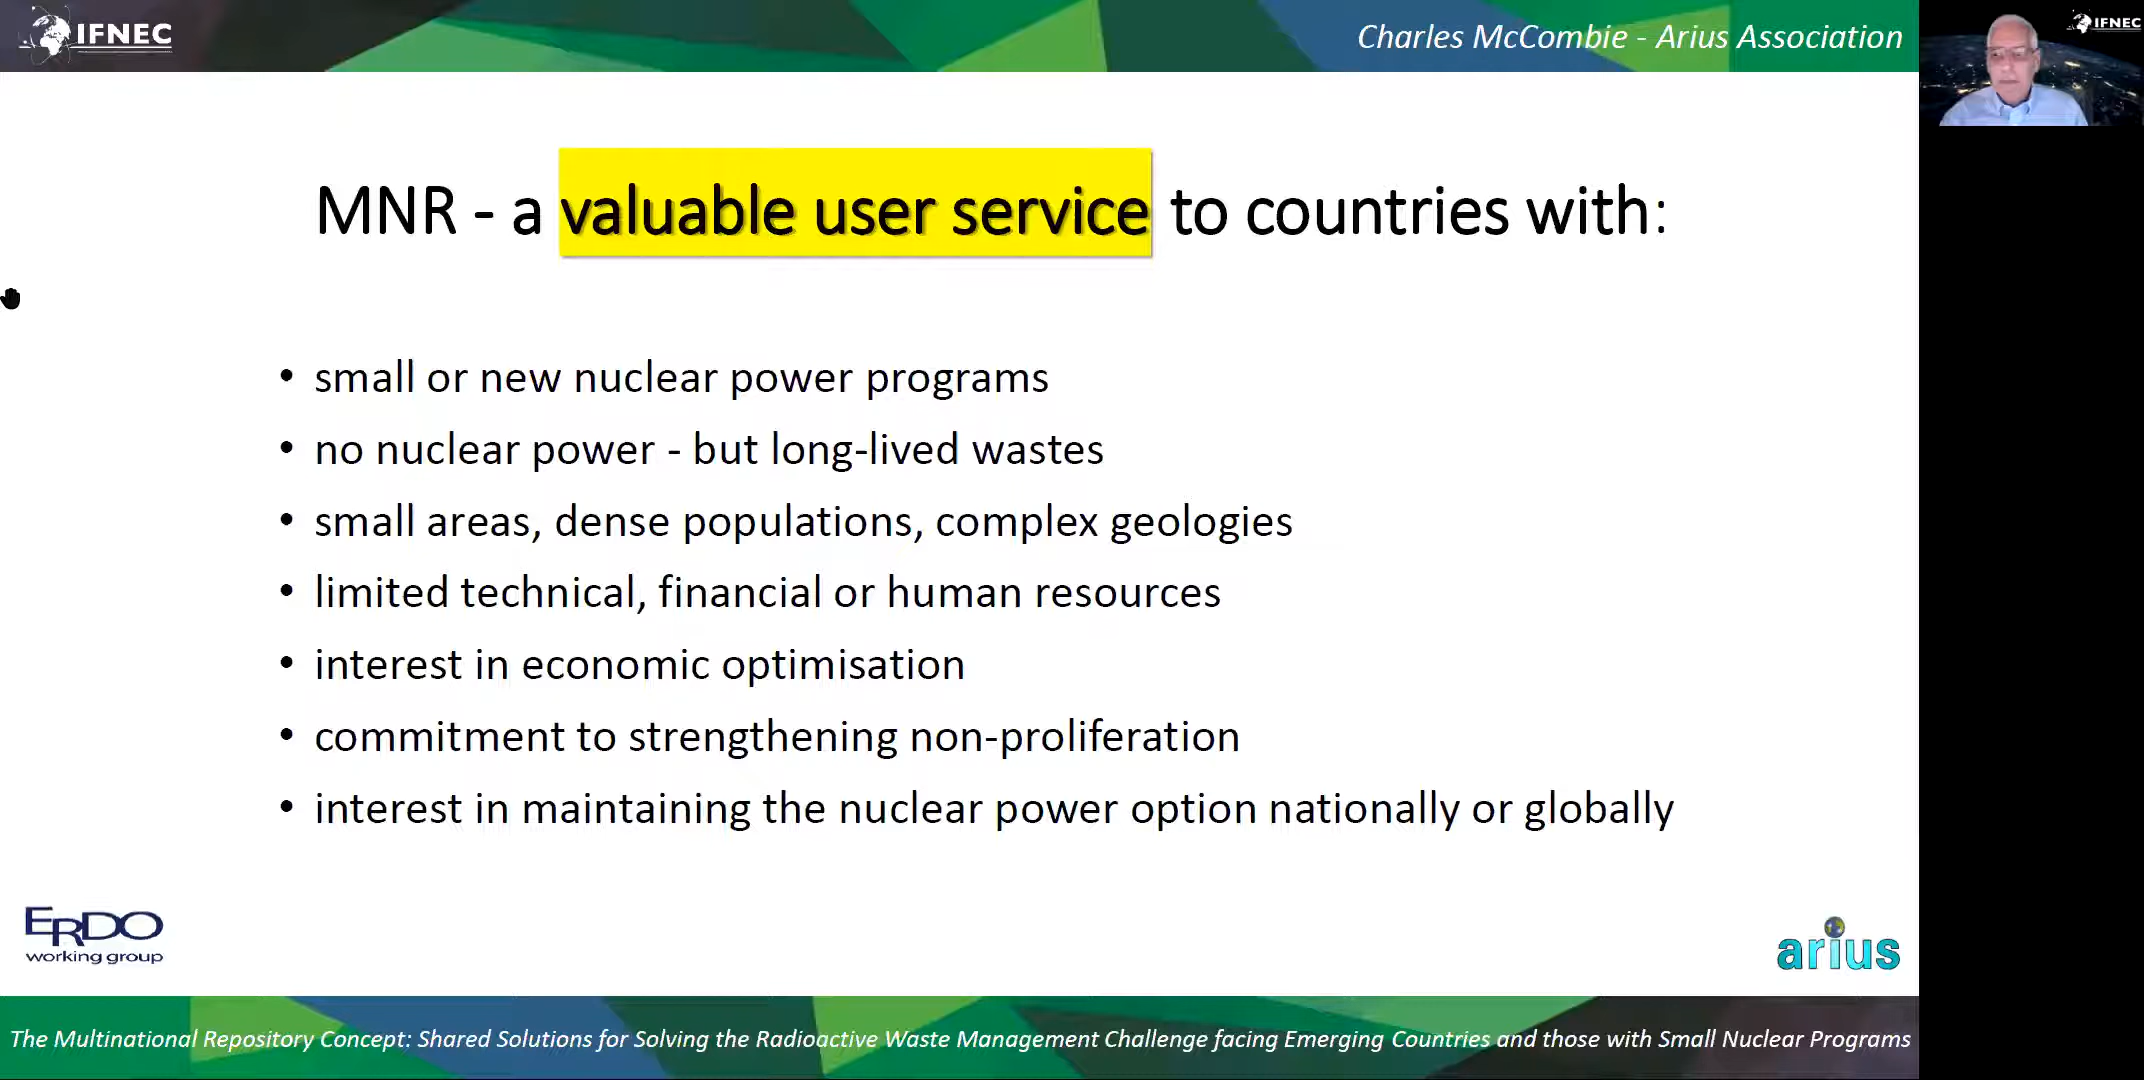 IFNEC
Charles McCombie - Arius Association
IFNEC
MNR - a valuable user service to countries with:
• small or new nuclear power programs
• no nuclear power - but long-lived wastes
• small areas, dense populations, complex geologies
• limited technical, financial or human resources
• interest in economic optimisation
• commitment to strengthening non-proliferation
• interest in maintaining the nuclear power option nationally or globally
ERDO
working group
arius
The Multinational Repository Concept: Shared Solutions for Solving the Radioactive Waste Management Challenge facing Emerging Countries and those with Small Nuclear Programs